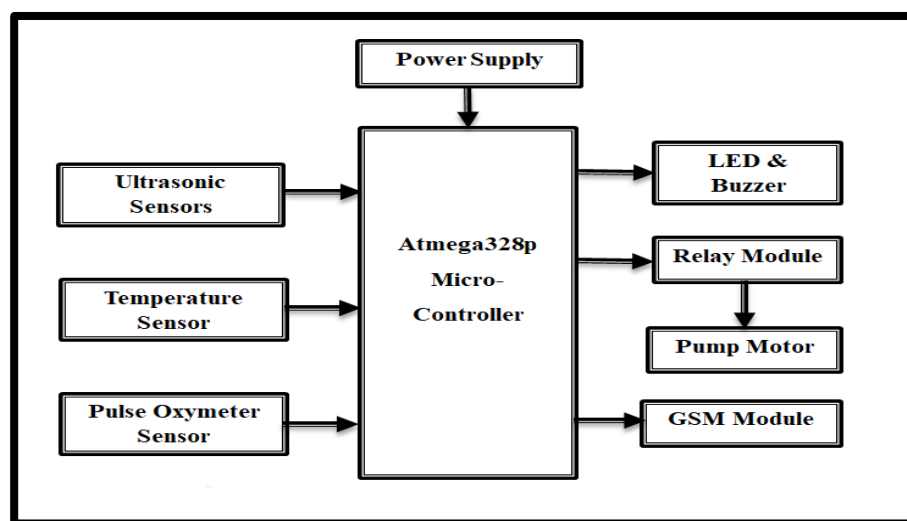 Power Supply
Ultrasonic
Sensors
Temperature
Sensor
Pulse Oxymeter
Sensor
Atmega328p
Micro-
Controller
LED &
Buzzer
Relay Module
Pump Motor
GSM Module